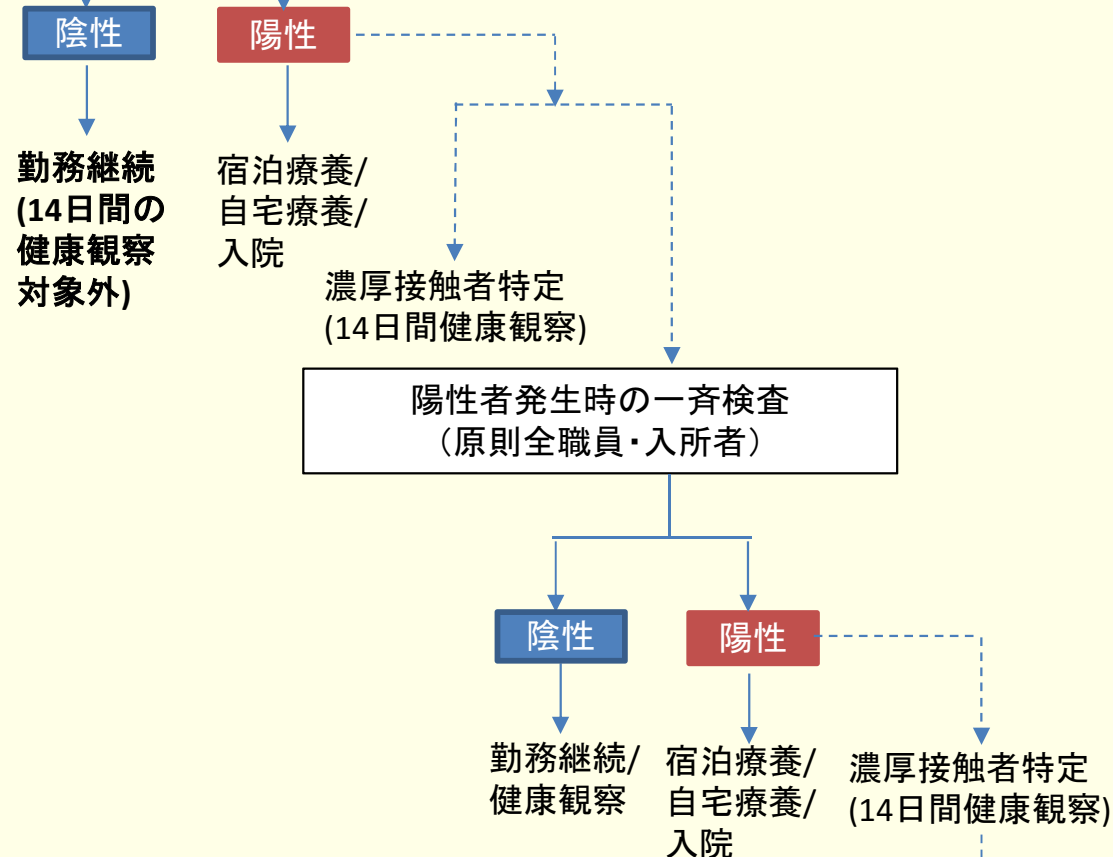 陰性
陽性
勤務継続
(14日間の
健康観察
対象外)
宿泊療養/
自宅療養/
入院
濃厚接触者特定
(14日間健康観察)
陽性者発生時の一斉検査
（原則全職員・入所者）
陰性
陽性
勤務継続/
健康観察
宿泊療養/
自宅療養/
入院
濃厚接触者特定
(14日間健康観察)